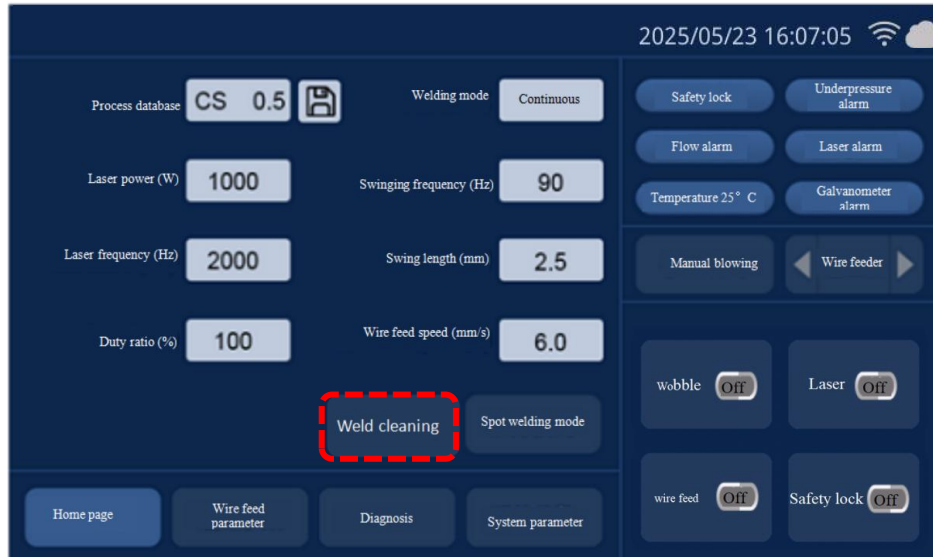 2025/05/23 16:07:05
Process database
CS 0.5
Welding mode
Continuous
Laser power (W)
1000
Swinging frequency (Hz)
90
Laser frequency (Hz)
2000
Swing length (mm)
2.5
Duty ratio (%)
100
Wire feed speed (mm/s)
6.0
Weld cleaning
Spot welding mode
Safety lock
Underpressure
alarm
Flow alarm
Laser alarm
Temperature 25° C
Galvanometer
alarm
Manual blowing
Wire feeder
Wobble Off
Laser Off
wire feed Off
Safety lock Off
Home page
Wire feed
parameter
Diagnosis
System parameter